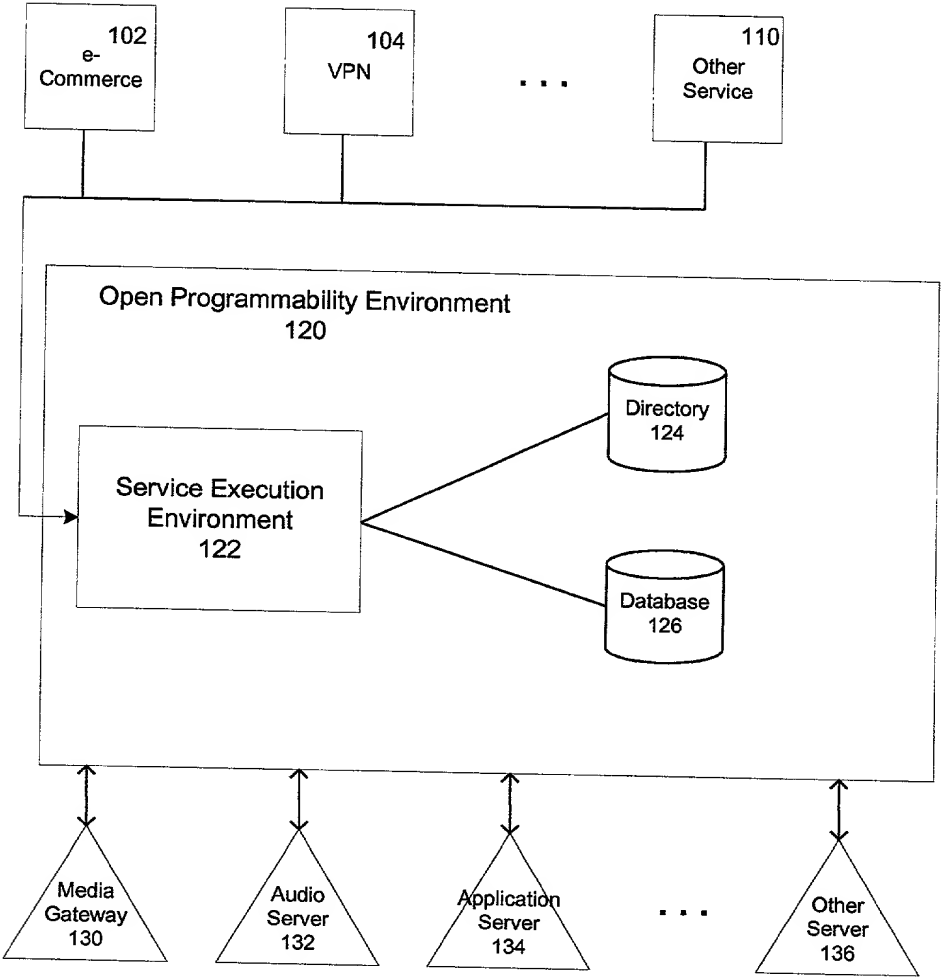 102
e-
Commerce
104
VPN
. . .
110
Other
Service
Open Programmability Environment
120
Service Execution
Environment
122
Directory
124
Database
126
Media
Gateway
130
Audio
Server
132
Application
Server
134
. . .
Other
Server
136